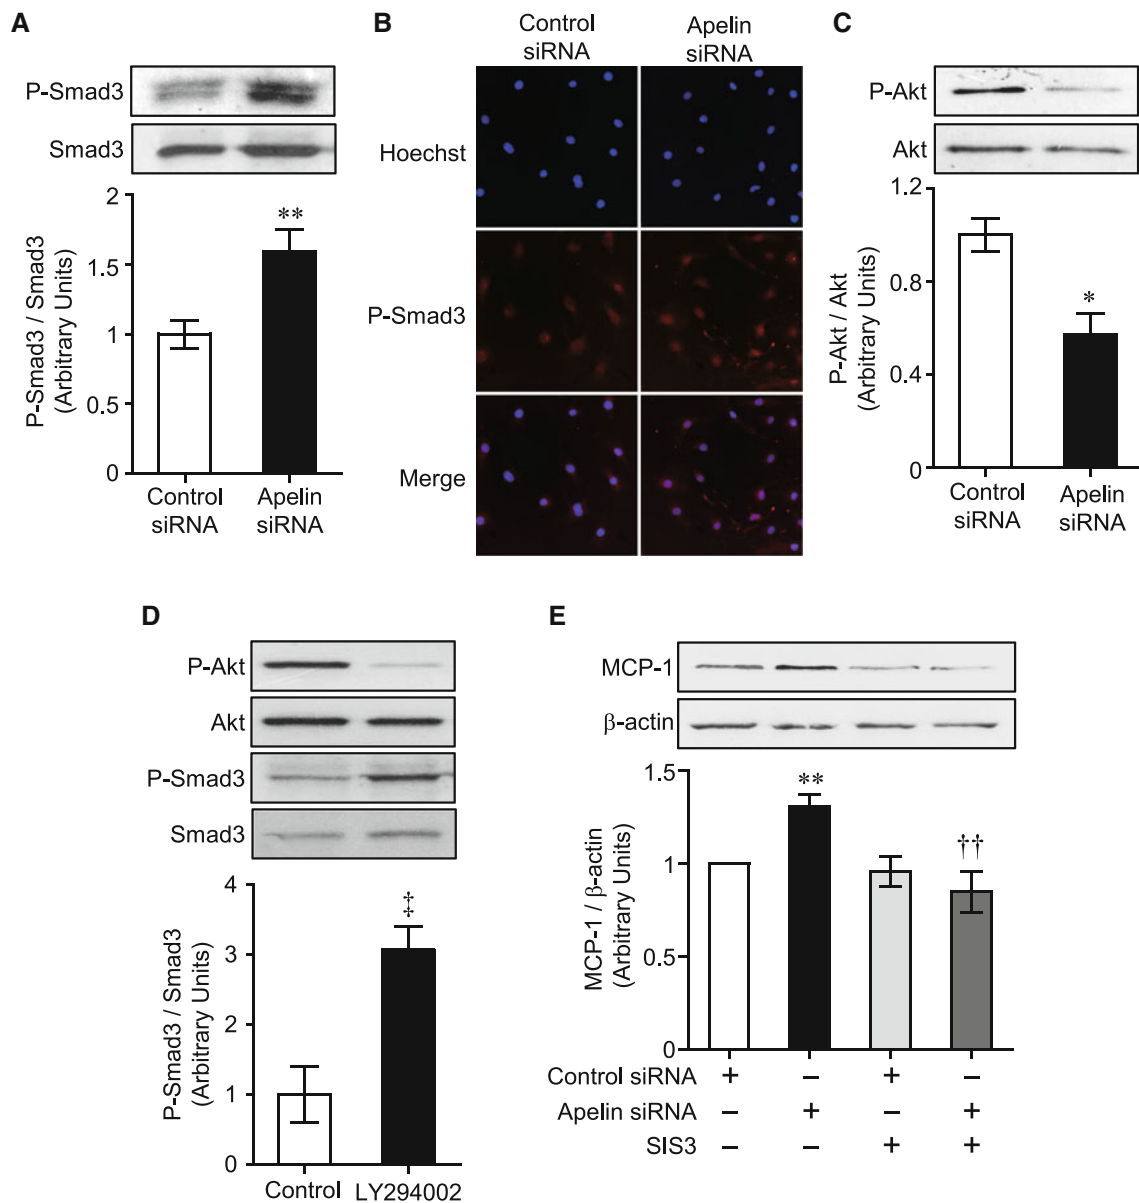 A
P-Smad3
Smad3
P-Smad3 / Smad3
(Arbitrary Units)
2
1.5
1
0.5
0
**
Control
siRNA
Apelin
siRNA
B
Control
siRNA
Apelin
siRNA
Hoechst
P-Smad3
Merge
C
P-Akt
Akt
P-Akt / Akt
(Arbitrary Units)
1.2
0.8
0.4
0
*
Control
siRNA
Apelin
siRNA
D
P-Akt
Akt
P-Smad3
Smad3
P-Smad3 / Smad3
(Arbitrary Units)
4
3
2
1
0
‡
Control
LY294002
E
MCP-1
β-actin
MCP-1 / β-actin
(Arbitrary Units)
1.5
1
0.5
0
**
††
Control siRNA + – + –
Apelin siRNA – + – +
SIS3 – – + +